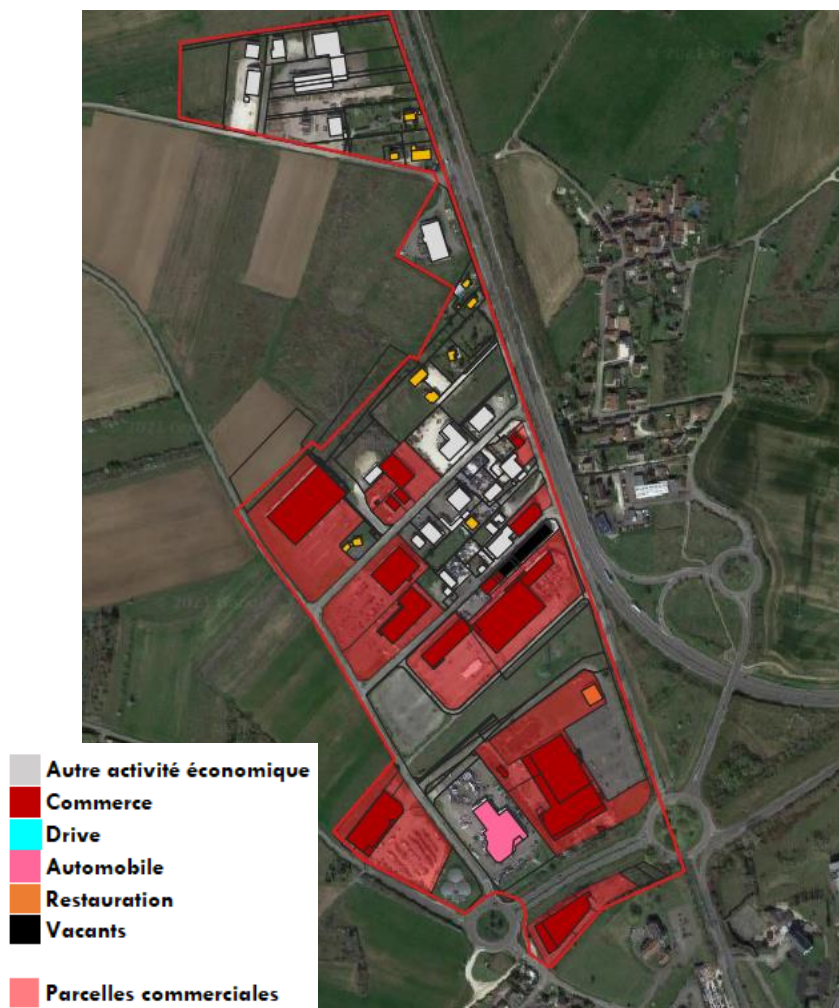 Autre activité économique
Commerce
Drive
Automobile
Restauration
Vacants
Parcelles commerciales